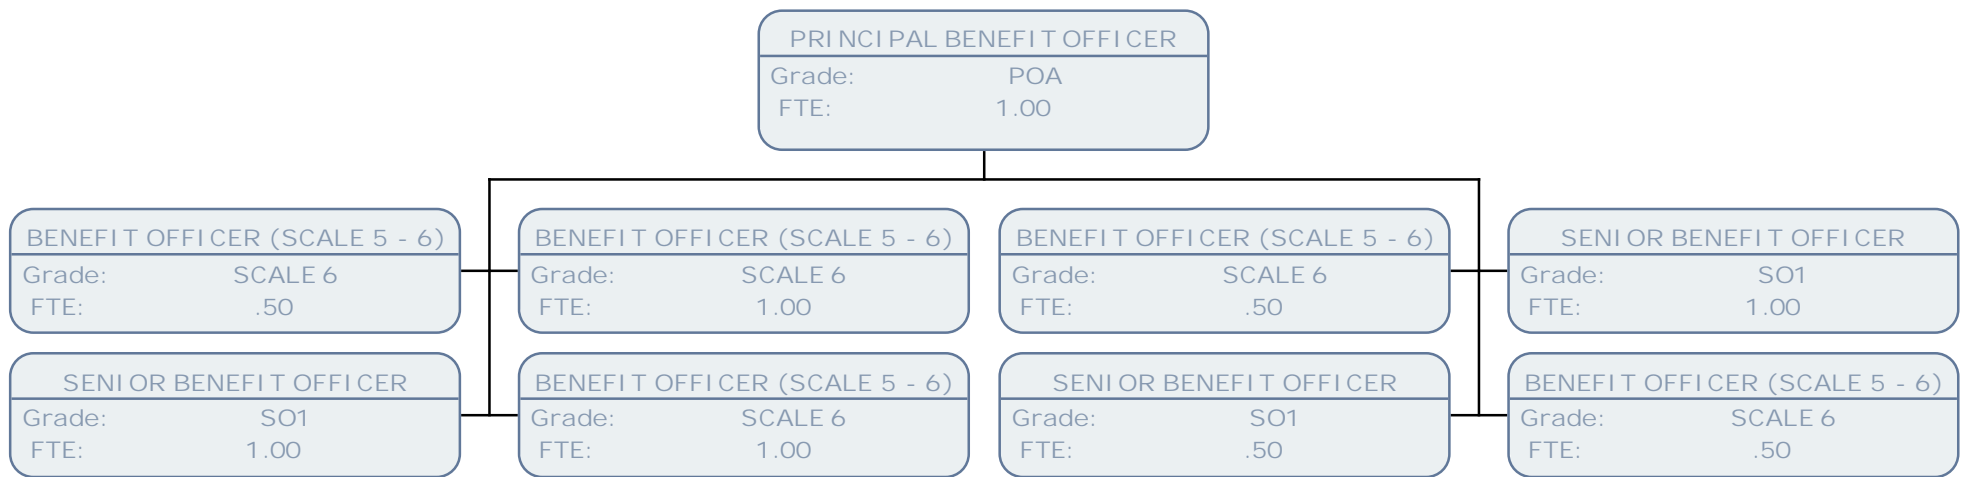 PRINCIPAL BENEFIT OFFICER
Grade: POA
FTE: 1.00
BENEFIT OFFICER (SCALE 5 - 6)
Grade: SCALE 6
FTE: .50
BENEFIT OFFICER (SCALE 5 - 6)
Grade: SCALE 6
FTE: 1.00
BENEFIT OFFICER (SCALE 5 - 6)
Grade: SCALE 6
FTE: .50
SENIOR BENEFIT OFFICER
Grade: SO1
FTE: 1.00
SENIOR BENEFIT OFFICER
Grade: SO1
FTE: 1.00
BENEFIT OFFICER (SCALE 5 - 6)
Grade: SCALE 6
FTE: 1.00
SENIOR BENEFIT OFFICER
Grade: SO1
FTE: .50
BENEFIT OFFICER (SCALE 5 - 6)
Grade: SCALE 6
FTE: .50